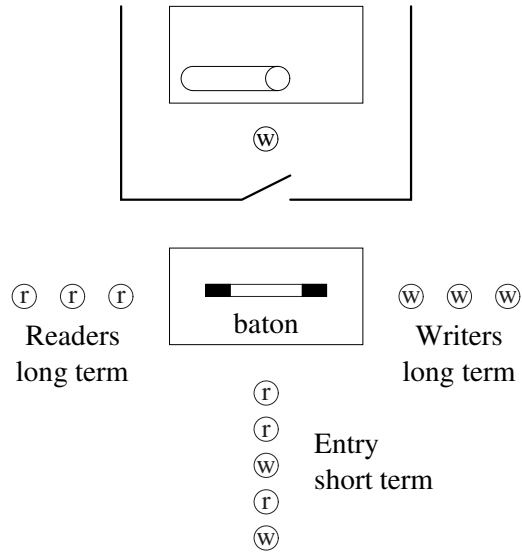 w
r r r
baton
w w w
Readers
long term
Writers
long term
r
r
w
r
w
Entry
short term